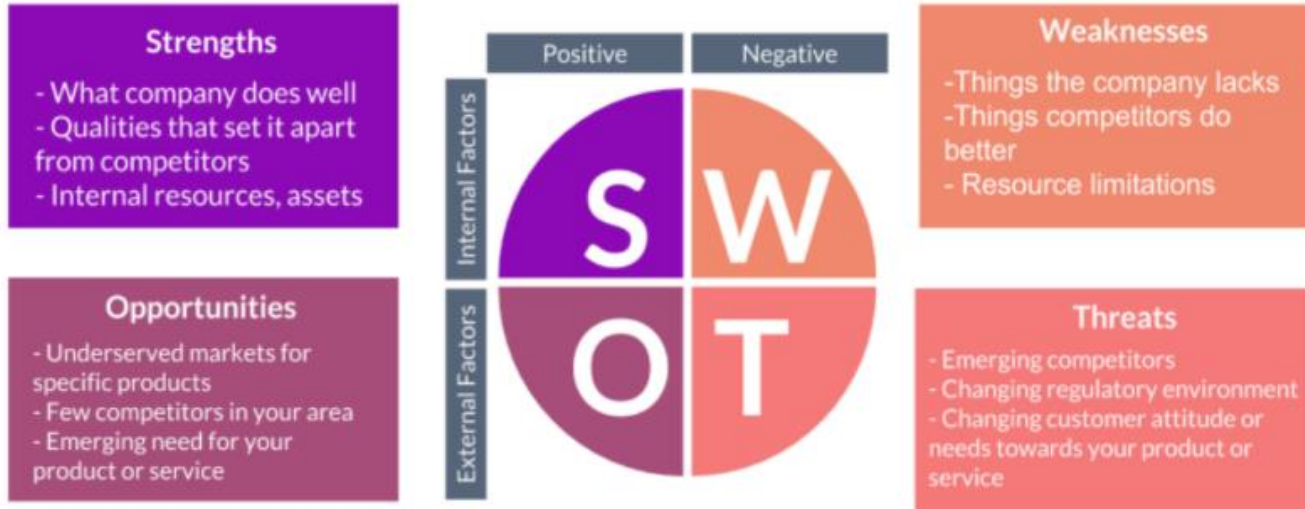 Strengths
- What company does well
- Qualities that set it apart
from competitors
- Internal resources, assets
Positive
Negative
Weaknesses
-Things the company lacks
-Things competitors do
better
- Resource limitations
Internal Factors
S
W
External Factors
O
T
Opportunities
- Underserved markets for
specific products
- Few competitors in your area
- Emerging need for your
product or service
Threats
- Emerging competitors
- Changing regulatory environment
- Changing customer attitude or
needs towards your product or
service